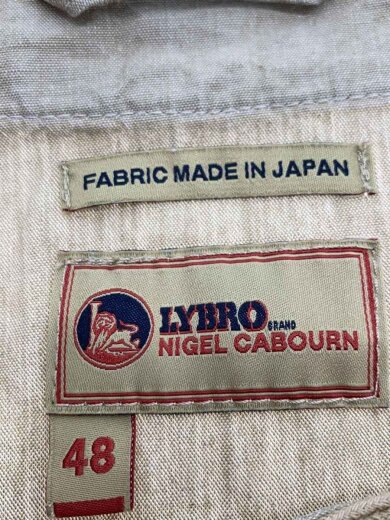 FABRIC MADE IN JAPAN
LYBRO BRAND
NIGEL CABOURN
48